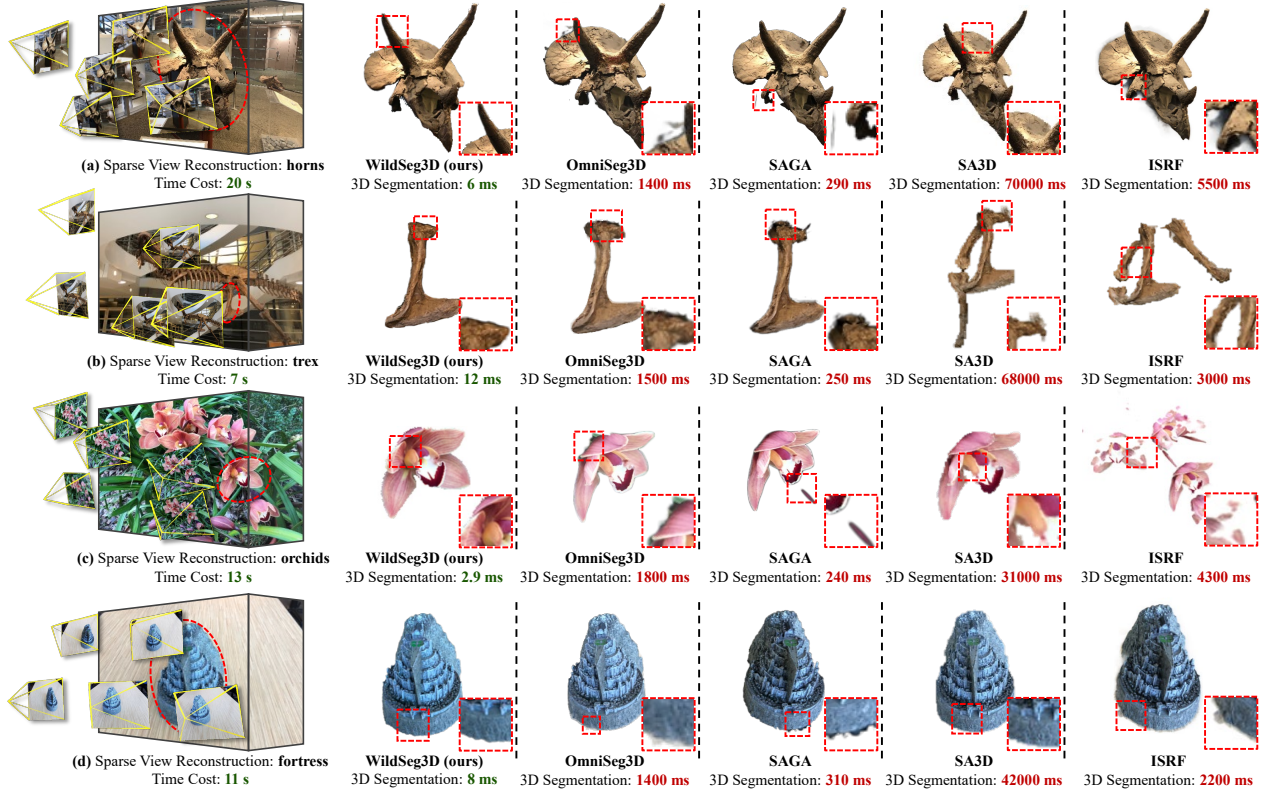 WildSeg3D (ours)
OmniSeg3D
SAGA
SA3D
ISRF
(a) Sparse View Reconstruction: horns
Time Cost: 20 s
3D Segmentation: 6 ms
3D Segmentation: 1400 ms
3D Segmentation: 290 ms
3D Segmentation: 70000 ms
3D Segmentation: 5500 ms
WildSeg3D (ours)
OmniSeg3D
SAGA
SA3D
ISRF
(b) Sparse View Reconstruction: trex
Time Cost: 7 s
3D Segmentation: 12 ms
3D Segmentation: 1500 ms
3D Segmentation: 250 ms
3D Segmentation: 68000 ms
3D Segmentation: 3000 ms
WildSeg3D (ours)
OmniSeg3D
SAGA
SA3D
ISRF
(c) Sparse View Reconstruction: orchids
Time Cost: 13 s
3D Segmentation: 2.9 ms
3D Segmentation: 1800 ms
3D Segmentation: 240 ms
3D Segmentation: 31000 ms
3D Segmentation: 4300 ms
WildSeg3D (ours)
OmniSeg3D
SAGA
SA3D
ISRF
(d) Sparse View Reconstruction: fortress
Time Cost: 11 s
3D Segmentation: 8 ms
3D Segmentation: 1400 ms
3D Segmentation: 310 ms
3D Segmentation: 42000 ms
3D Segmentation: 2200 ms